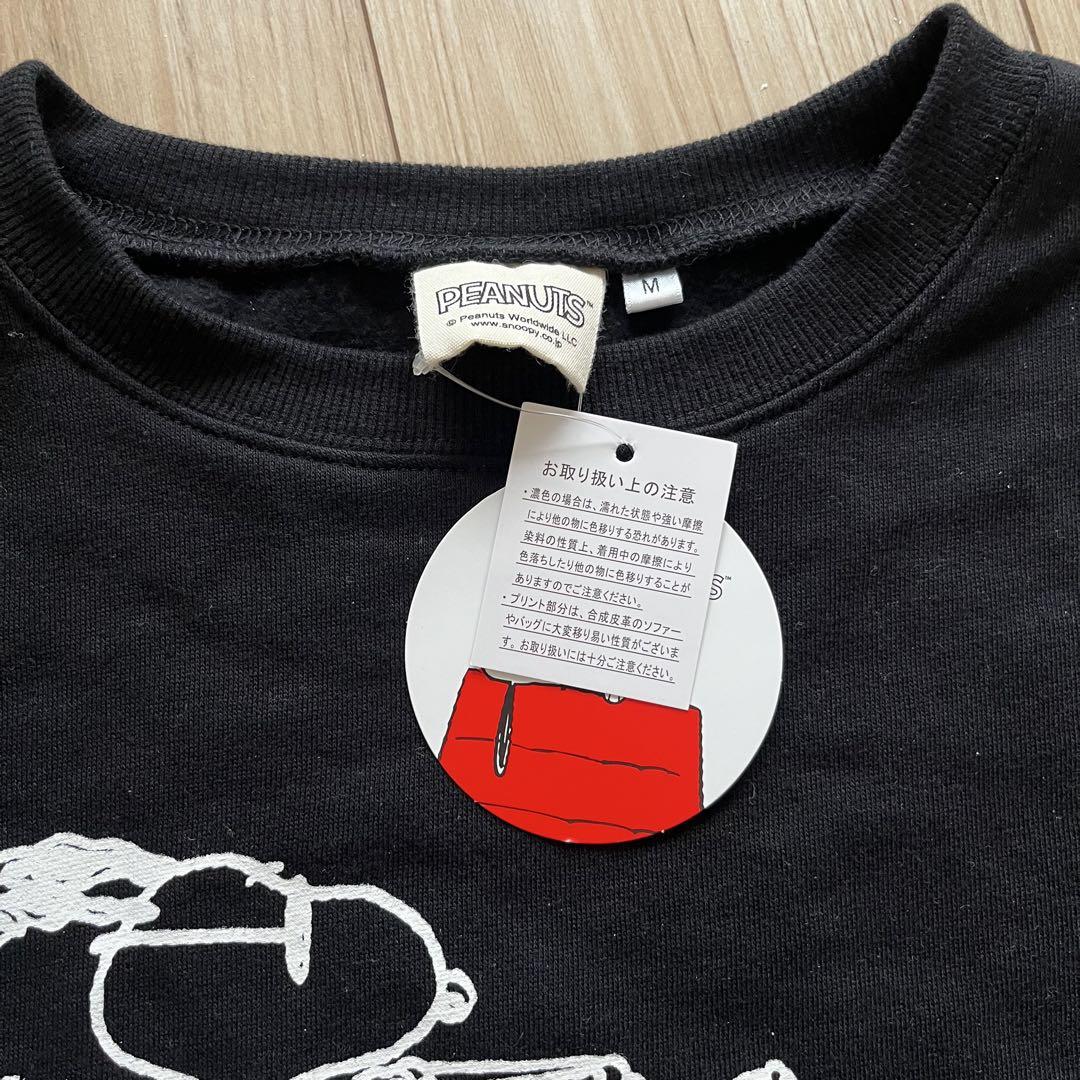 PEANUTS™
© Peanuts Worldwide LLC
www.snoopy.co.jp
M
お取り扱い上の注意
・濃色の場合は、濡れた状態や強い摩擦
により他の物に色移りする恐れがあります。
染料の性質上、着用中の摩擦により
色落ちしたり他の物に色移りすることが
ありますのでご注意ください。
・プリント部分は、合成皮革のソファー
やバッグに大変移り易い性質がございま
す。お取り扱いには十分ご注意ください。
S™